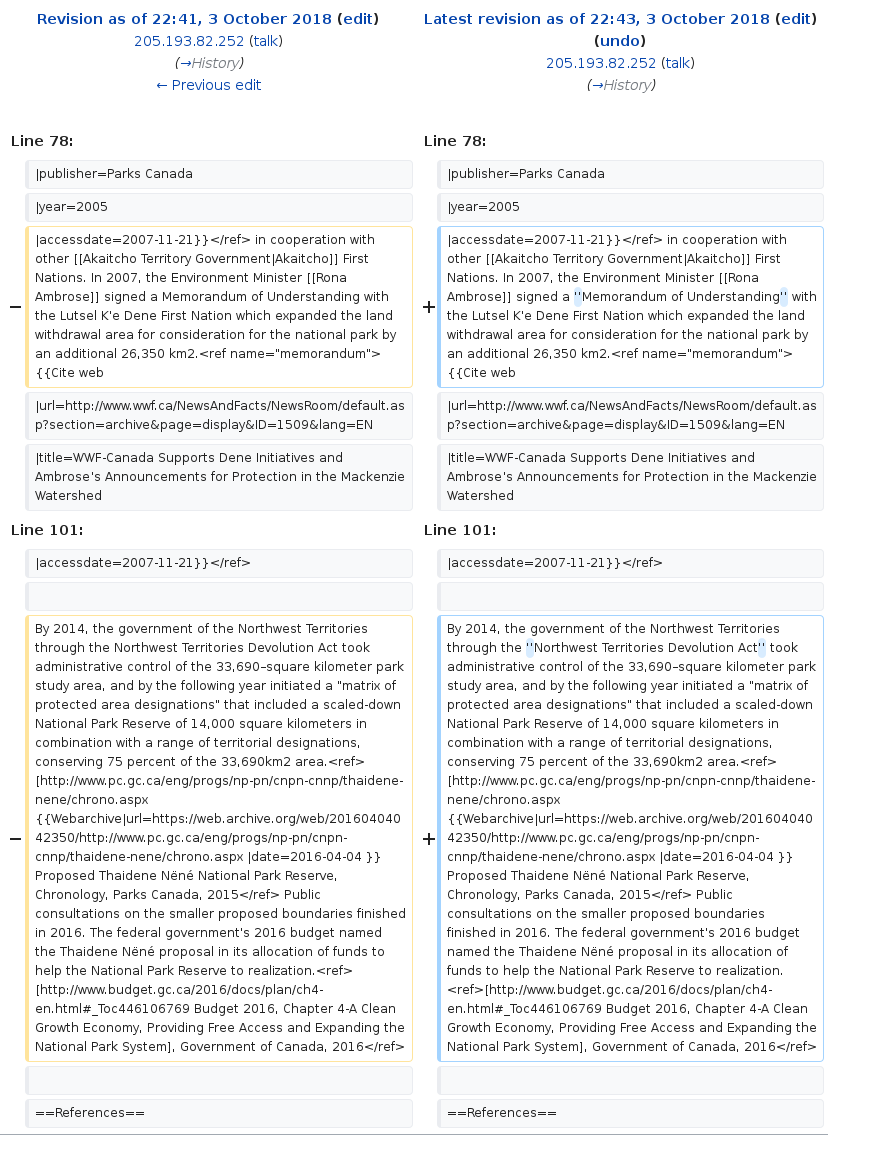 Revision as of 22:41, 3 October 2018 (edit)
205.193.82.252 (talk)
(→History)
← Previous edit
Latest revision as of 22:43, 3 October 2018 (edit)
(undo)
205.193.82.252 (talk)
(→History)
Line 78:
Line 78:
|publisher=Parks Canada
|publisher=Parks Canada
|year=2005
|year=2005
−
|accessdate=2007-11-21}}</ref> in cooperation with
other [[Akaitcho Territory Government|Akaitcho]] First
Nations. In 2007, the Environment Minister [[Rona
Ambrose]] signed a Memorandum of Understanding with
the Lutsel K'e Dene First Nation which expanded the land
withdrawal area for consideration for the national park by
an additional 26,350 km2.<ref name="memorandum">
{{Cite web
+
|accessdate=2007-11-21}}</ref> in cooperation with
other [[Akaitcho Territory Government|Akaitcho]] First
Nations. In 2007, the Environment Minister [[Rona
Ambrose]] signed a ''Memorandum of Understanding'' with
the Lutsel K'e Dene First Nation which expanded the land
withdrawal area for consideration for the national park by
an additional 26,350 km2.<ref name="memorandum">
{{Cite web
|url=http://www.wwf.ca/NewsAndFacts/NewsRoom/default.as
p?section=archive&page=display&ID=1509&lang=EN
|url=http://www.wwf.ca/NewsAndFacts/NewsRoom/default.as
p?section=archive&page=display&ID=1509&lang=EN
|title=WWF-Canada Supports Dene Initiatives and
Ambrose's Announcements for Protection in the Mackenzie
Watershed
|title=WWF-Canada Supports Dene Initiatives and
Ambrose's Announcements for Protection in the Mackenzie
Watershed
Line 101:
Line 101:
|accessdate=2007-11-21}}</ref>
|accessdate=2007-11-21}}</ref>
−
By 2014, the government of the Northwest Territories
through the Northwest Territories Devolution Act took
administrative control of the 33,690–square kilometer park
study area, and by the following year initiated a "matrix of
protected area designations" that included a scaled-down
National Park Reserve of 14,000 square kilometers in
combination with a range of territorial designations,
conserving 75 percent of the 33,690km2 area.<ref>
[http://www.pc.gc.ca/eng/progs/np-pn/cnpn-cnnp/thaidene-
nene/chrono.aspx
{{Webarchive|url=https://web.archive.org/web/201604040
42350/http://www.pc.gc.ca/eng/progs/np-pn/cnpn-
cnnp/thaidene-nene/chrono.aspx |date=2016-04-04 }}
Proposed Thaidene Nëné National Park Reserve,
Chronology, Parks Canada, 2015</ref> Public
consultations on the smaller proposed boundaries finished
in 2016. The federal government's 2016 budget named
the Thaidene Nëné proposal in its allocation of funds to
help the National Park Reserve to realization.<ref>
[http://www.budget.gc.ca/2016/docs/plan/ch4-
en.html#_Toc446106769 Budget 2016, Chapter 4-A Clean
Growth Economy, Providing Free Access and Expanding the
National Park System], Government of Canada, 2016</ref>
+
By 2014, the government of the Northwest Territories
through the ''Northwest Territories Devolution Act'' took
administrative control of the 33,690–square kilometer park
study area, and by the following year initiated a "matrix of
protected area designations" that included a scaled-down
National Park Reserve of 14,000 square kilometers in
combination with a range of territorial designations,
conserving 75 percent of the 33,690km2 area.<ref>
[http://www.pc.gc.ca/eng/progs/np-pn/cnpn-cnnp/thaidene-
nene/chrono.aspx
{{Webarchive|url=https://web.archive.org/web/201604040
42350/http://www.pc.gc.ca/eng/progs/np-pn/cnpn-
cnnp/thaidene-nene/chrono.aspx |date=2016-04-04 }}
Proposed Thaidene Nëné National Park Reserve,
Chronology, Parks Canada, 2015</ref> Public
consultations on the smaller proposed boundaries
finished in 2016. The federal government's 2016 budget
named the Thaidene Nëné proposal in its allocation of
funds to help the National Park Reserve to realization.
<ref>[http://www.budget.gc.ca/2016/docs/plan/ch4-
en.html#_Toc446106769 Budget 2016, Chapter 4-A Clean
Growth Economy, Providing Free Access and Expanding the
National Park System], Government of Canada, 2016</ref>
==References==
==References==